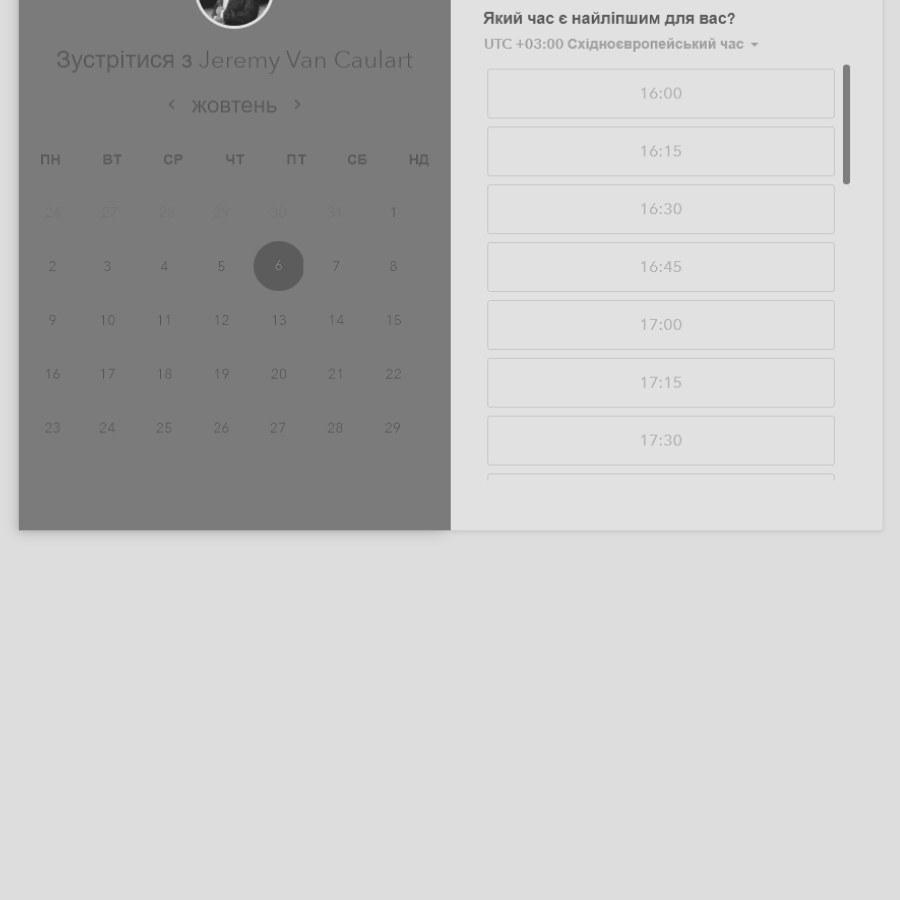 Зустрітися з Jeremy Van Caulart
жовтень
ПН ВТ СР ЧТ ПТ СБ НД
26 27 28 29 30 31 1
2 3 4 5 6 7 8
9 10 11 12 13 14 15
16 17 18 19 20 21 22
23 24 25 26 27 28 29
Який час є найліпшим для вас?
UTC +03:00 Східноєвропейський час
16:00
16:15
16:30
16:45
17:00
17:15
17:30